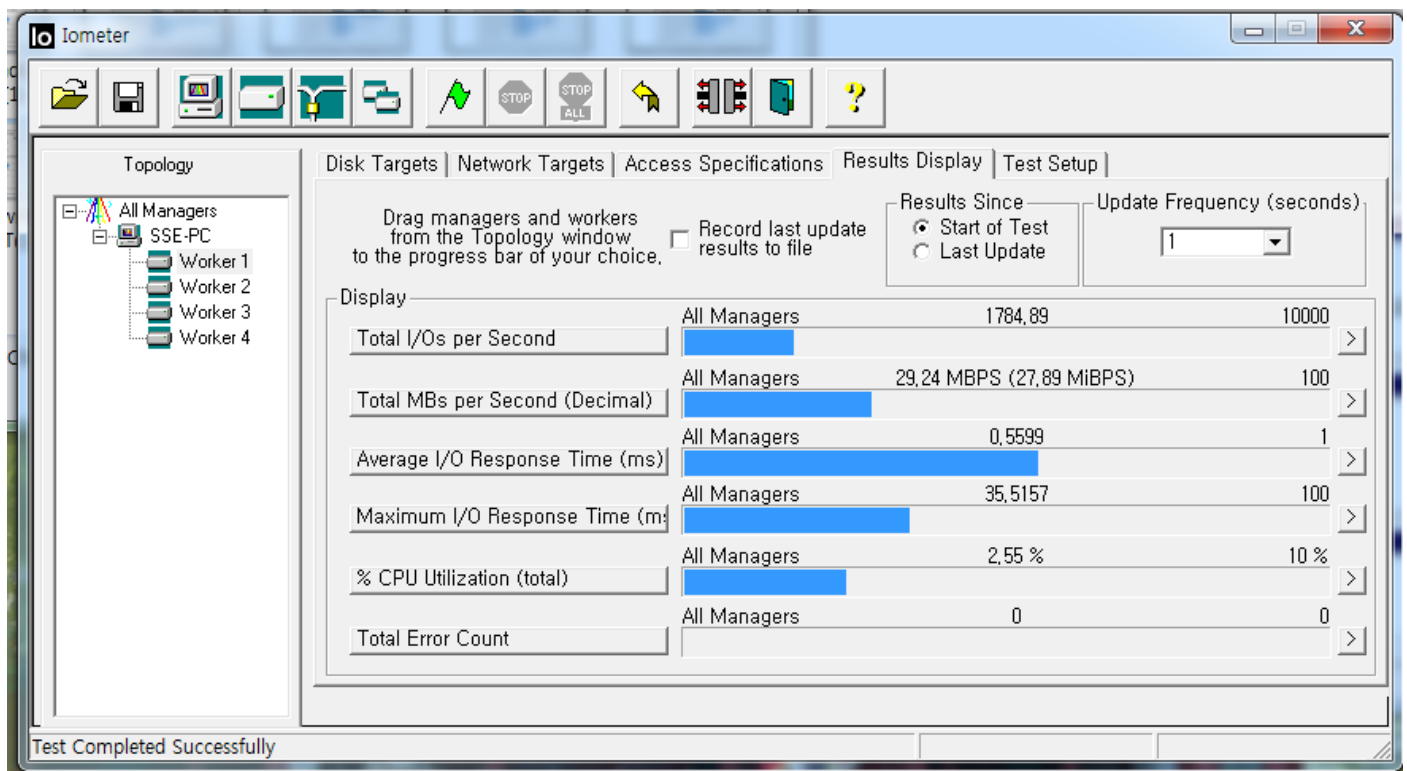 Iometer
STOP
STOP
ALL
?
Topology
All Managers
SSE-PC
Worker 1
Worker 2
Worker 3
Worker 4
Disk Targets
Network Targets
Access Specifications
Results Display
Test Setup
Drag managers and workers
from the Topology window
to the progress bar of your choice.
Record last update
results to file
Results Since
Start of Test
Last Update
Update Frequency (seconds)
1
Display
All Managers 1784,89 10000
Total I/Os per Second
All Managers 29,24 MBPS (27,89 MiBPS) 100
Total MBs per Second (Decimal)
All Managers 0,5599 1
Average I/O Response Time (ms)
All Managers 35,5157 100
Maximum I/O Response Time (m
All Managers 2,55 % 10 %
% CPU Utilization (total)
All Managers 0 0
Total Error Count
Test Completed Successfully